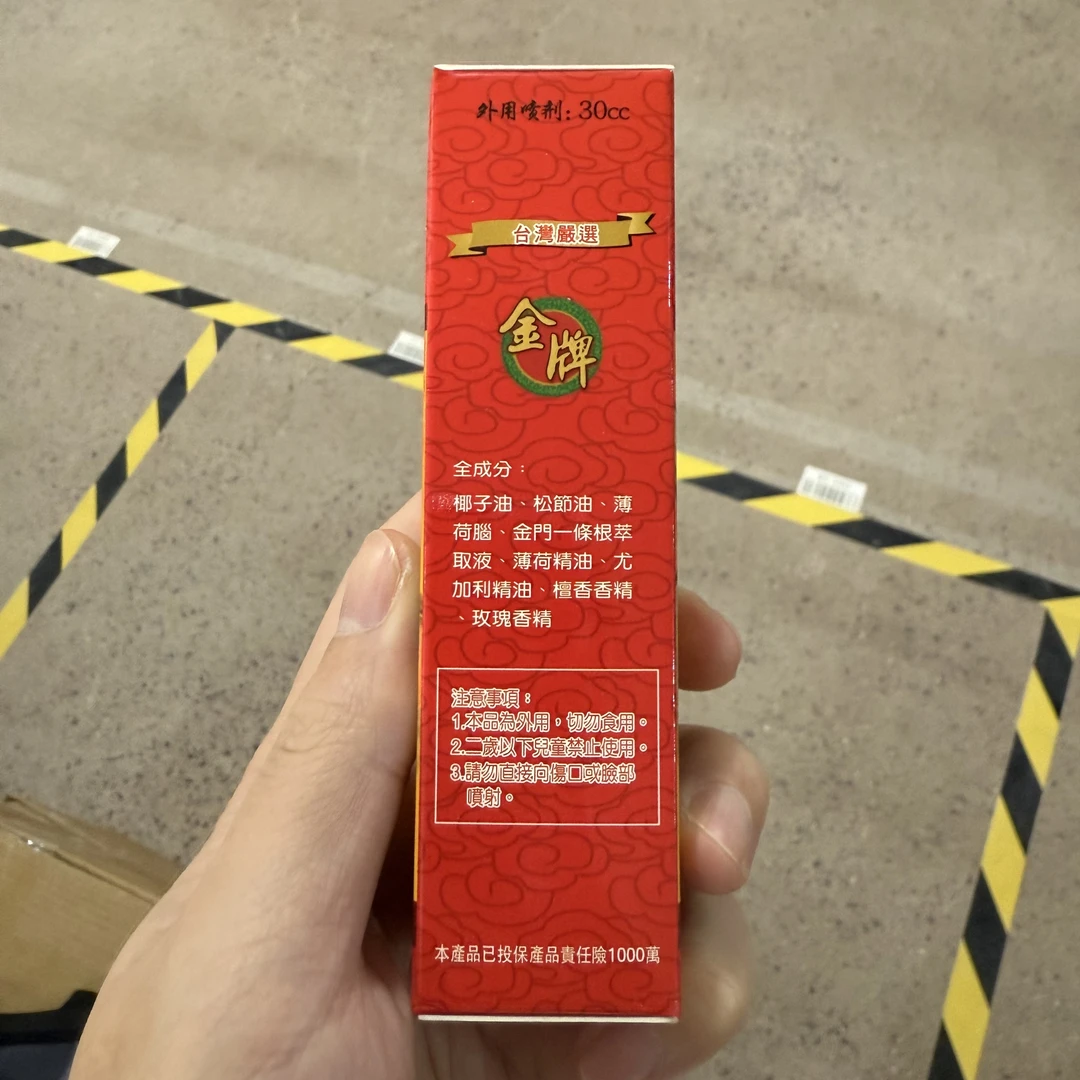 外用噴剂: 30cc
台灣嚴選
金牌
全成分：
椰子油、松節油、薄
荷腦、金門一條根萃
取液、薄荷精油、尤
加利精油、檀香香精
、玫瑰香精
注意事項：
1.本品為外用，切勿食用。
2.二歲以下兒童禁止使用。
3.請勿直接向傷口或臉部
噴射。
本產品已投保產品責任險1000萬